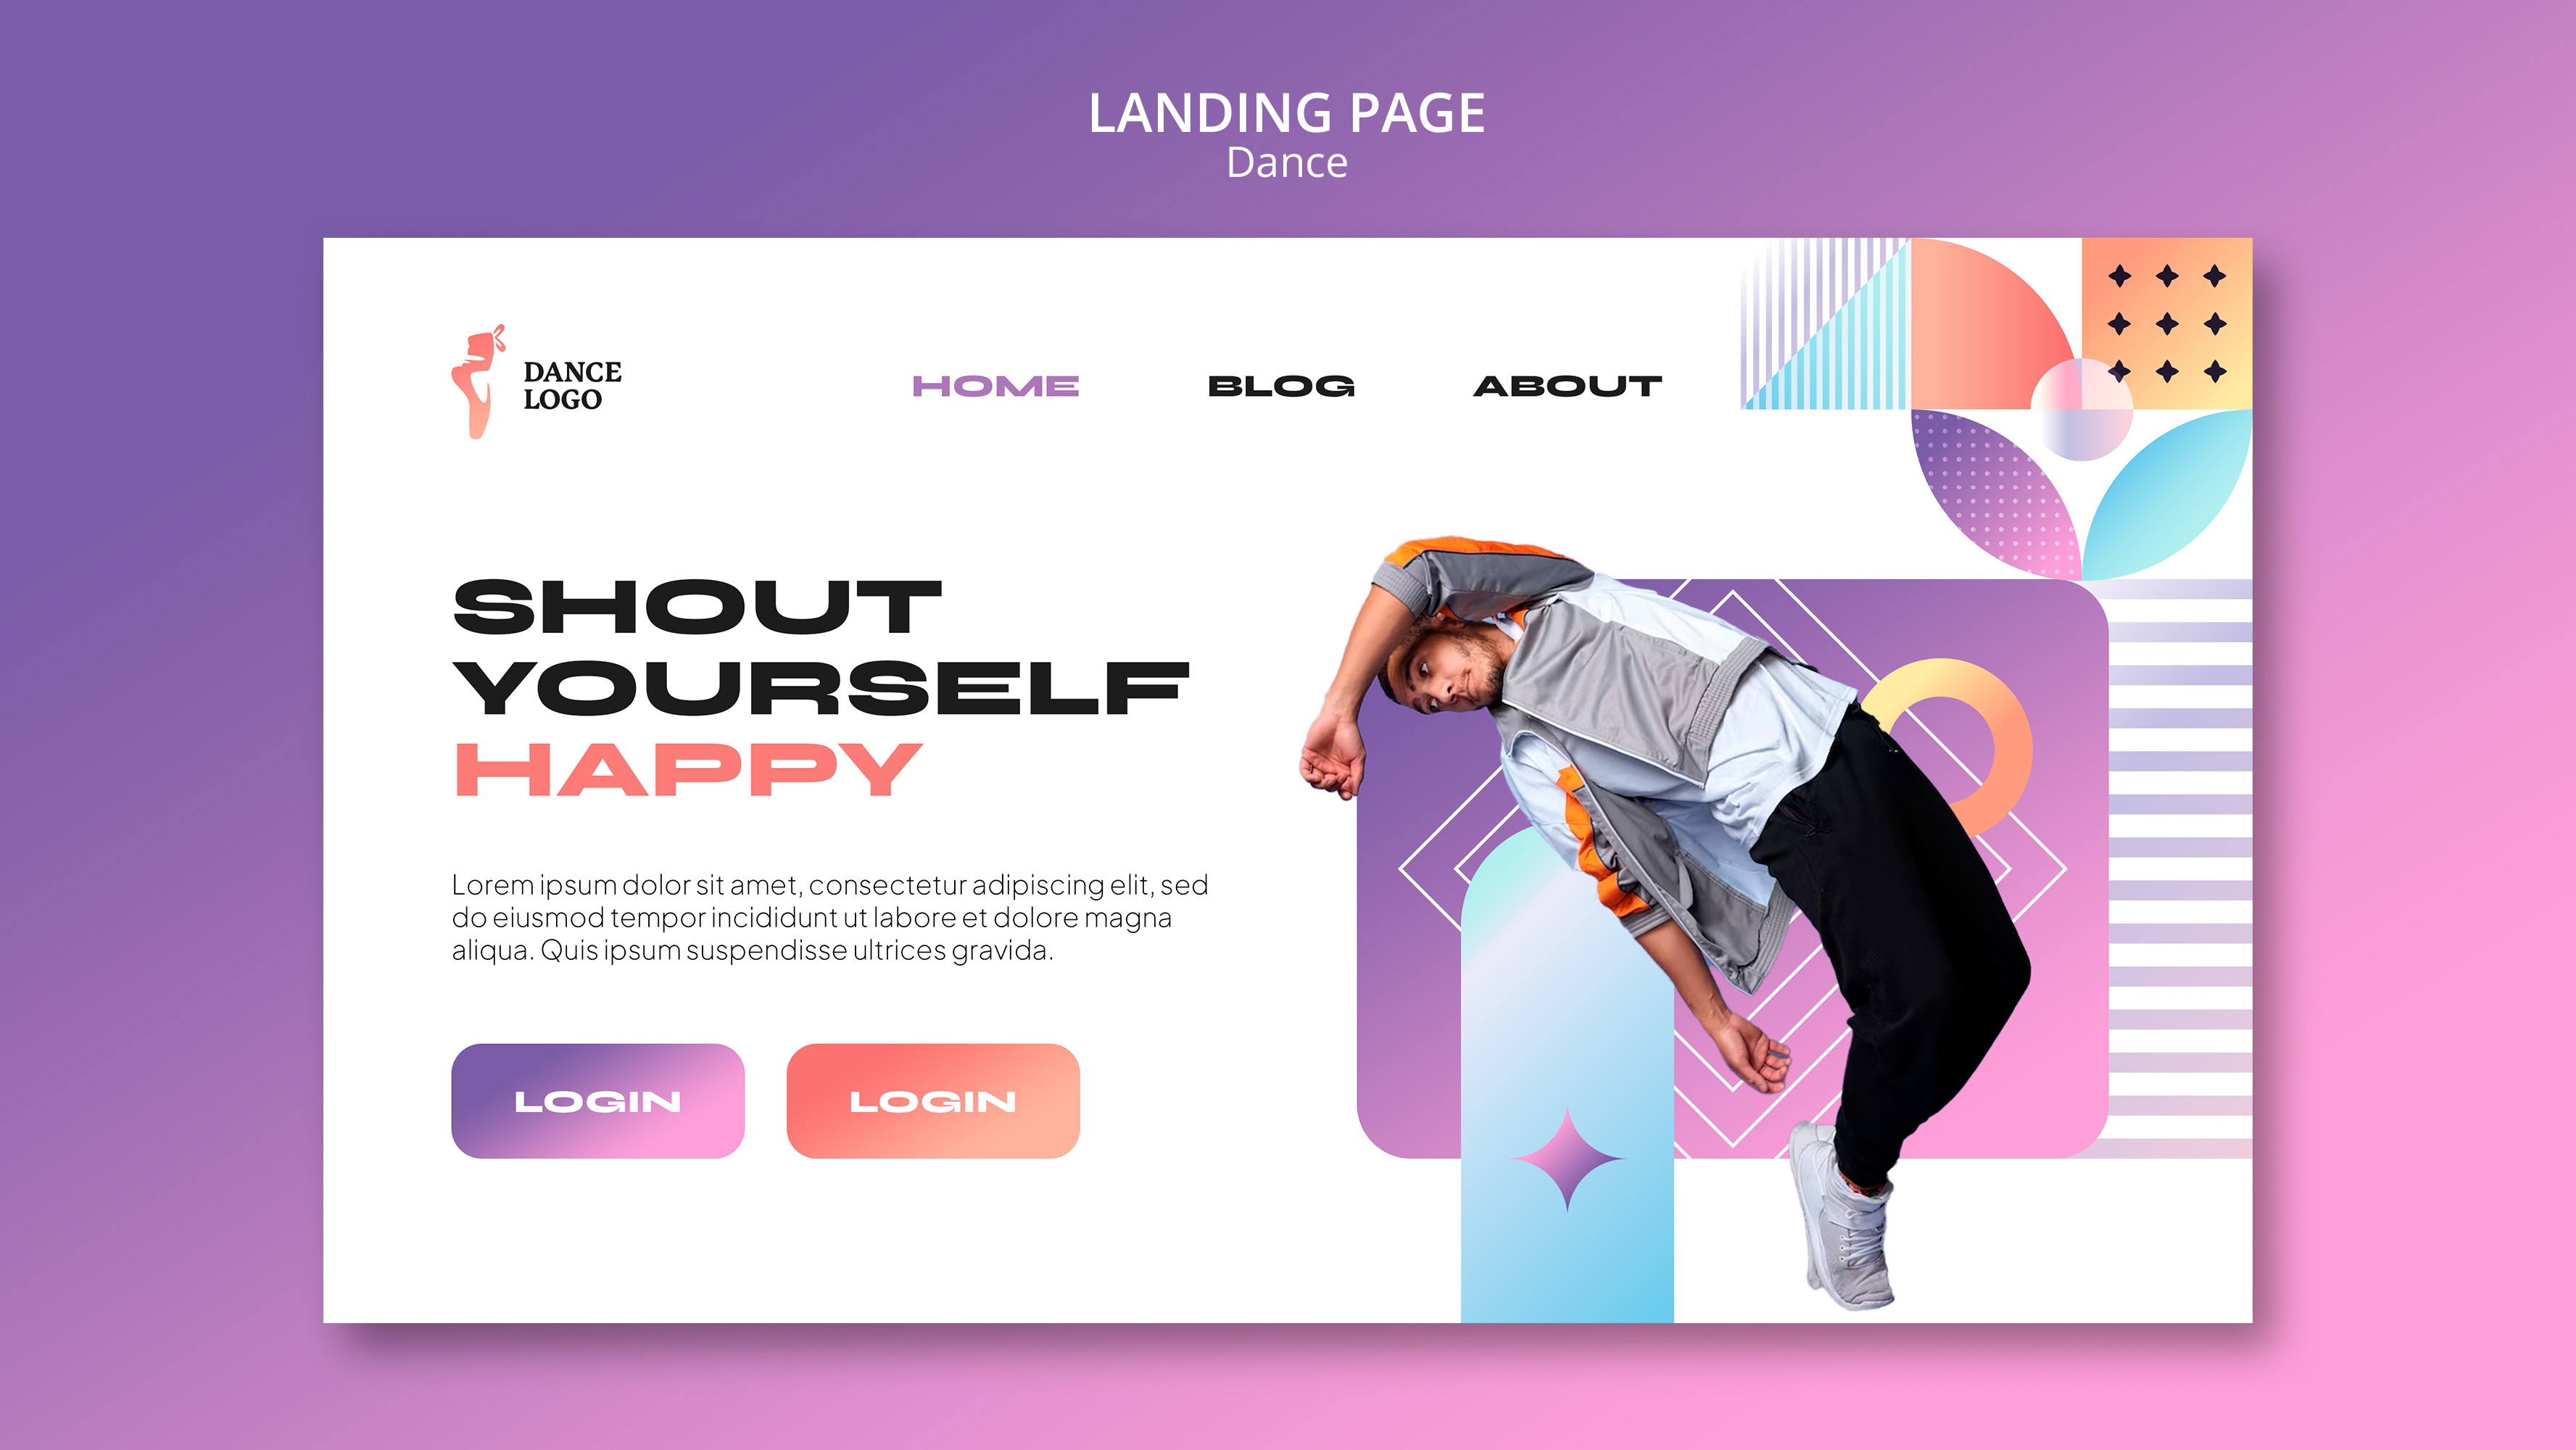 LANDING PAGE
Dance
DANCE
LOGO
HOME
BLOG
ABOUT
SHOUT
YOURSELF
HAPPY
Lorem ipsum dolor sit amet, consectetur adipiscing elit, sed
do eiusmod tempor incididunt ut labore et dolore magna
aliqua. Quis ipsum suspendisse ultrices gravida.
LOGIN
LOGIN